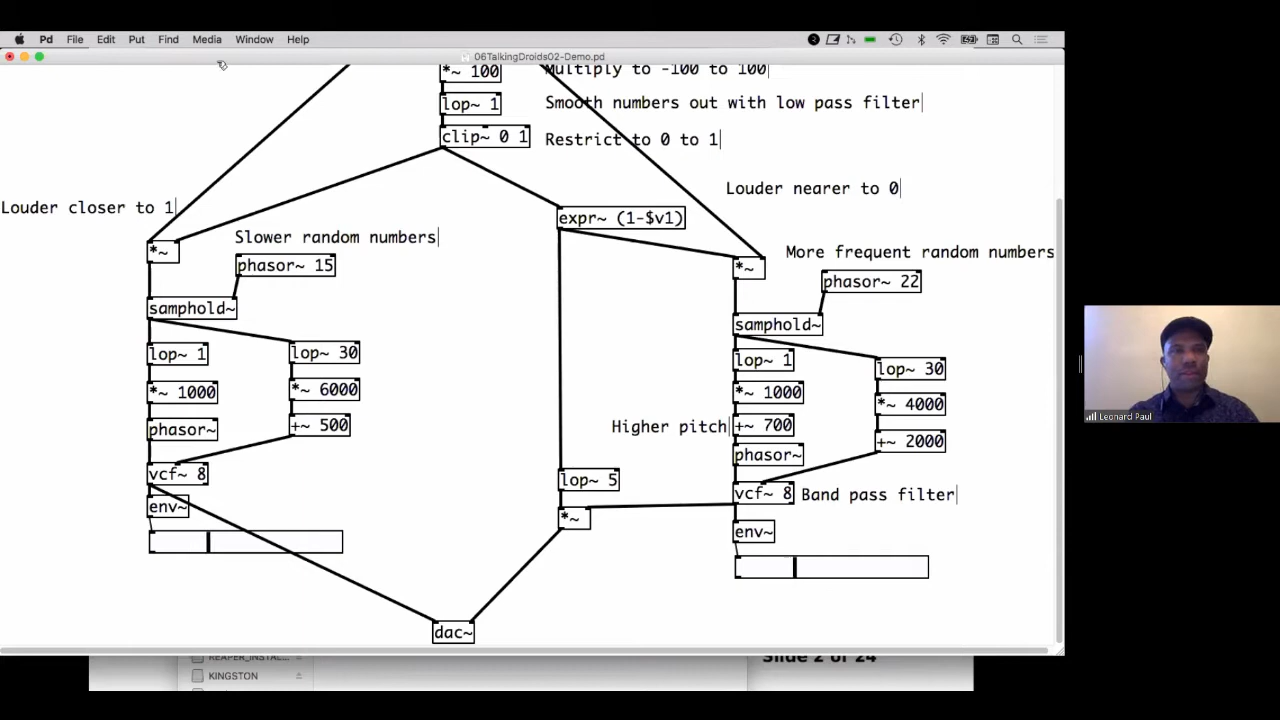 Pd File Edit Put Find Media Window Help
06TalkingDroids02-Demo.pd
*~ 100
Multiply to -100 to 100
lop~ 1
Smooth numbers out with low pass filter
clip~ 0 1
Restrict to 0 to 1
Louder nearer to 0
Louder closer to 1
expr~ (1-$v1)
Slower random numbers
*~
More frequent random numbers
phasor~ 15
*~
phasor~ 22
samphold~
samphold~
lop~ 1
lop~ 30
lop~ 1
lop~ 30
*~ 1000
*~ 6000
*~ 1000
*~ 4000
phasor~
+~ 500
Higher pitch
+~ 700
+~ 2000
phasor~
vcf~ 8
lop~ 5
vcf~ 8
Band pass filter
env~
*~
env~
dac~
Leonard Paul
REAPER_INSTAL...
Slide 2 of 24
KINGSTON